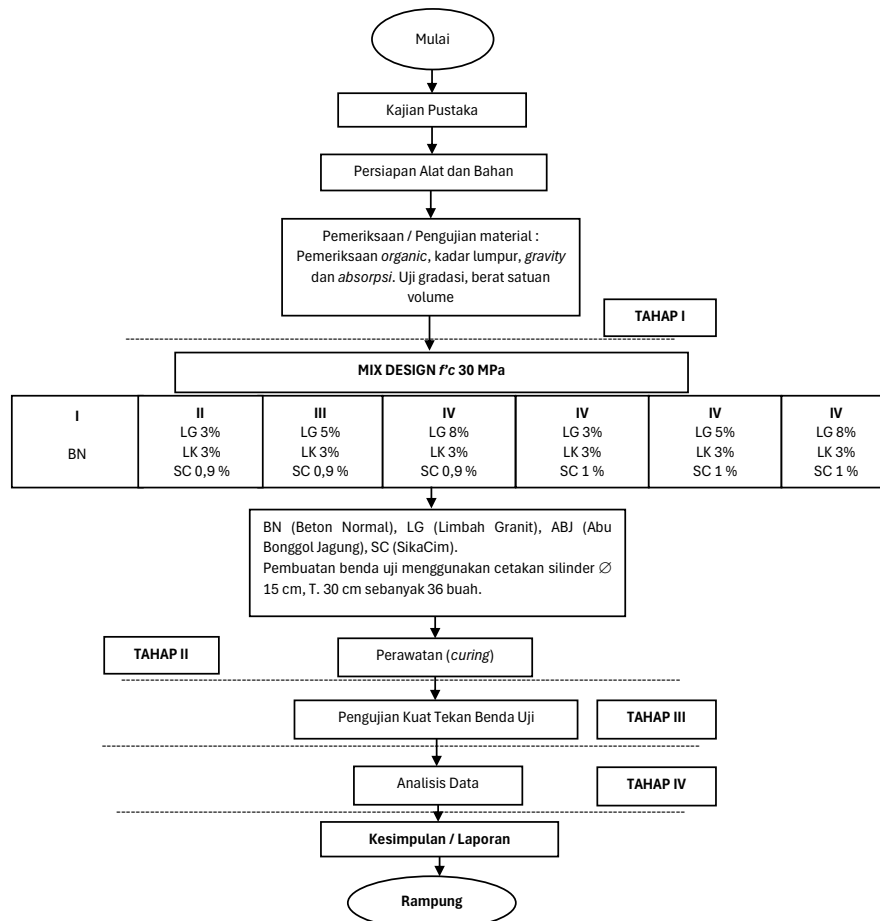 Mulai
Kajian Pustaka
Persiapan Alat dan Bahan
Pemeriksaan / Pengujian material :
Pemeriksaan organic, kadar lumpur, gravity
dan absorpsi. Uji gradasi, berat satuan
volume
TAHAP I
MIX DESIGN f'c 30 MPa
I
BN
II
LG 3%
LK 3%
SC 0,9 %
III
LG 5%
LK 3%
SC 0,9 %
IV
LG 8%
LK 3%
SC 0,9 %
IV
LG 3%
LK 3%
SC 1 %
IV
LG 5%
LK 3%
SC 1 %
IV
LG 8%
LK 3%
SC 1 %
BN (Beton Normal), LG (Limbah Granit), ABJ (Abu
Bonggol Jagung), SC (SikaCim).
Pembuatan benda uji menggunakan cetakan silinder ∅
15 cm, T. 30 cm sebanyak 36 buah.
TAHAP II
Perawatan (curing)
Pengujian Kuat Tekan Benda Uji
TAHAP III
Analisis Data
TAHAP IV
Kesimpulan / Laporan
Rampung